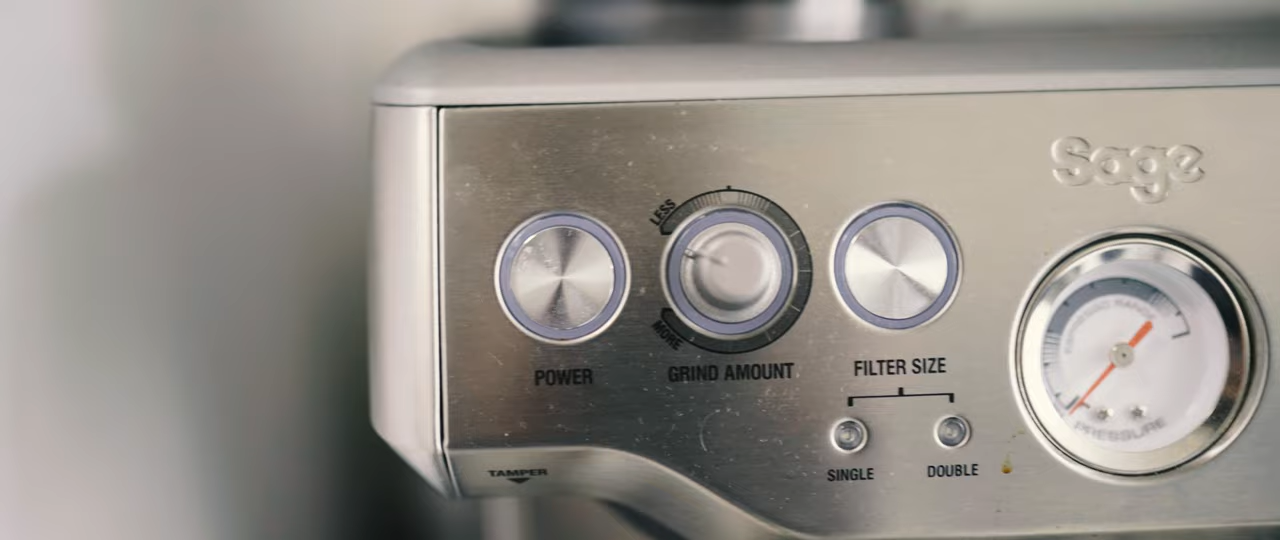 Sage
LESS
MORE
POWER
GRIND AMOUNT
FILTER SIZE
SINGLE
DOUBLE
TAMPER
PRESSURE